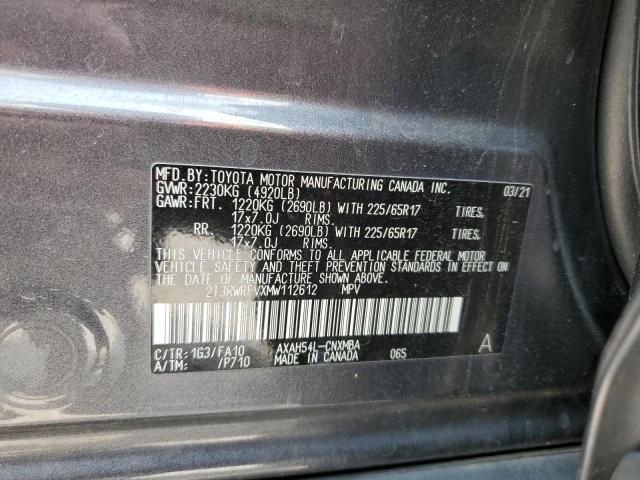 MFD.BY:TOYOTA MOTOR MANUFACTURING CANADA INC. 03/21
GVWR:2230KG (4920LB)
GAWR:FRT. 1220KG (2690LB) WITH 225/65R17 TIRES,
17x7.0J RIMS.
RR. 1220KG (2690LB) WITH 225/65R17 TIRES,
17x7.0J RIMS.
THIS VEHICLE CONFORMS TO ALL APPLICABLE FEDERAL MOTOR
VEHICLE SAFETY AND THEFT PREVENTION STANDARDS IN EFFECT ON
THE DATE OF MANUFACTURE SHOWN ABOVE.
2T3RWRFVXMW112612 MPV
C/TR: 1G3/FA10 AXAH54L-CNXMBA 065 A
A/TM: /P710 MADE IN CANADA